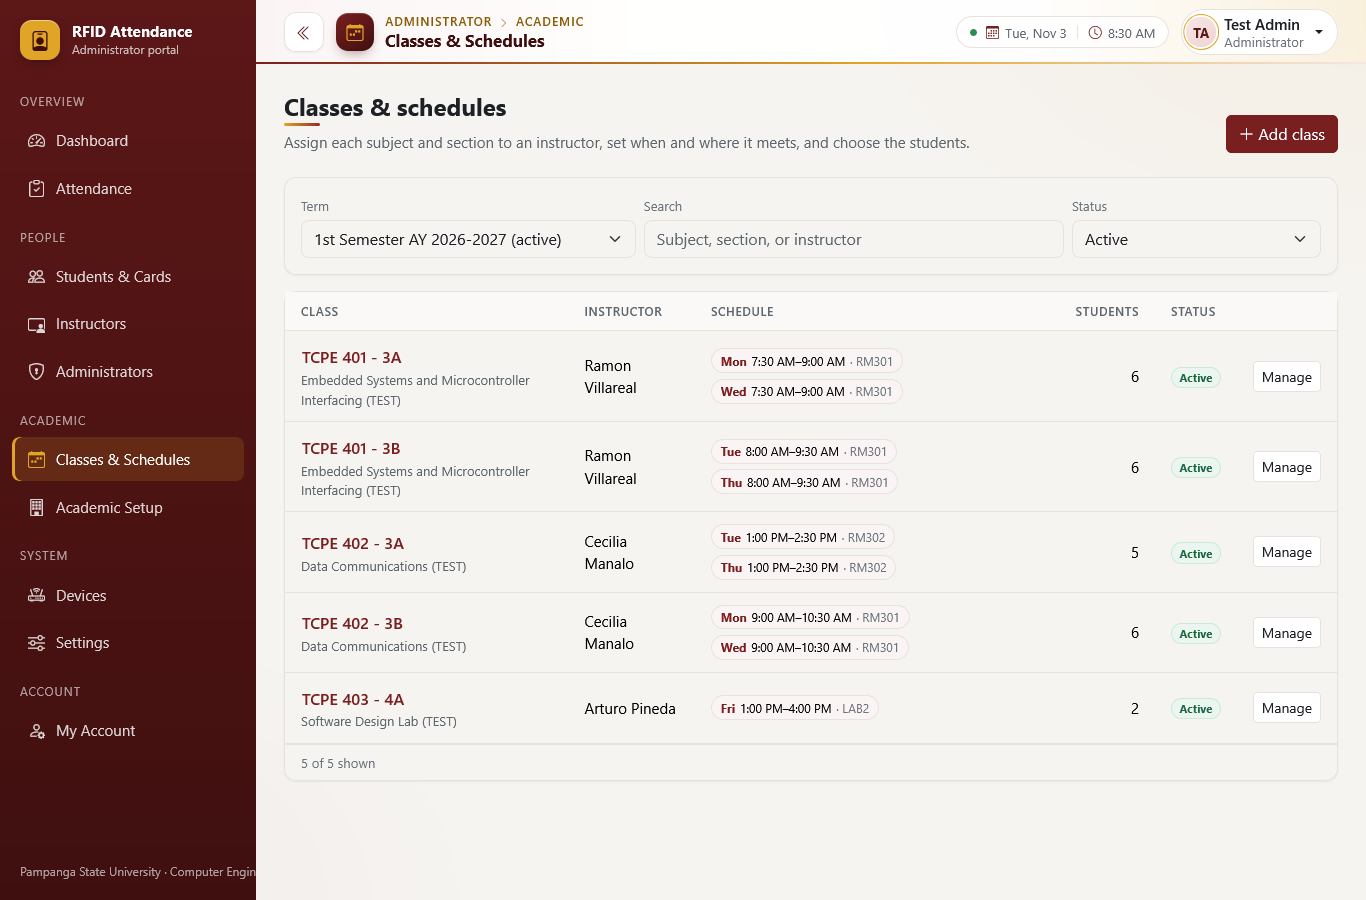 RFID Attendance
Administrator portal
OVERVIEW
Dashboard
Attendance
PEOPLE
Students & Cards
Instructors
Administrators
ACADEMIC
Classes & Schedules
Academic Setup
SYSTEM
Devices
Settings
ACCOUNT
My Account
Pampanga State University · Computer Engin
ADMINISTRATOR > ACADEMIC
Classes & Schedules
Tue, Nov 3
8:30 AM
TA
Test Admin
Administrator
Classes & schedules
Assign each subject and section to an instructor, set when and where it meets, and choose the students.
+ Add class
Term
1st Semester AY 2026-2027 (active)
Search
Subject, section, or instructor
Status
Active
CLASS INSTRUCTOR SCHEDULE STUDENTS STATUS
TCPE 401 - 3A
Embedded Systems and Microcontroller
Interfacing (TEST)
Ramon
Villareal
Mon 7:30 AM–9:00 AM · RM301
Wed 7:30 AM–9:00 AM · RM301
6
Active
Manage
TCPE 401 - 3B
Embedded Systems and Microcontroller
Interfacing (TEST)
Ramon
Villareal
Tue 8:00 AM–9:30 AM · RM301
Thu 8:00 AM–9:30 AM · RM301
6
Active
Manage
TCPE 402 - 3A
Data Communications (TEST)
Cecilia
Manalo
Tue 1:00 PM–2:30 PM · RM302
Thu 1:00 PM–2:30 PM · RM302
5
Active
Manage
TCPE 402 - 3B
Data Communications (TEST)
Cecilia
Manalo
Mon 9:00 AM–10:30 AM · RM301
Wed 9:00 AM–10:30 AM · RM301
6
Active
Manage
TCPE 403 - 4A
Software Design Lab (TEST)
Arturo Pineda
Fri 1:00 PM–4:00 PM · LAB2
2
Active
Manage
5 of 5 shown